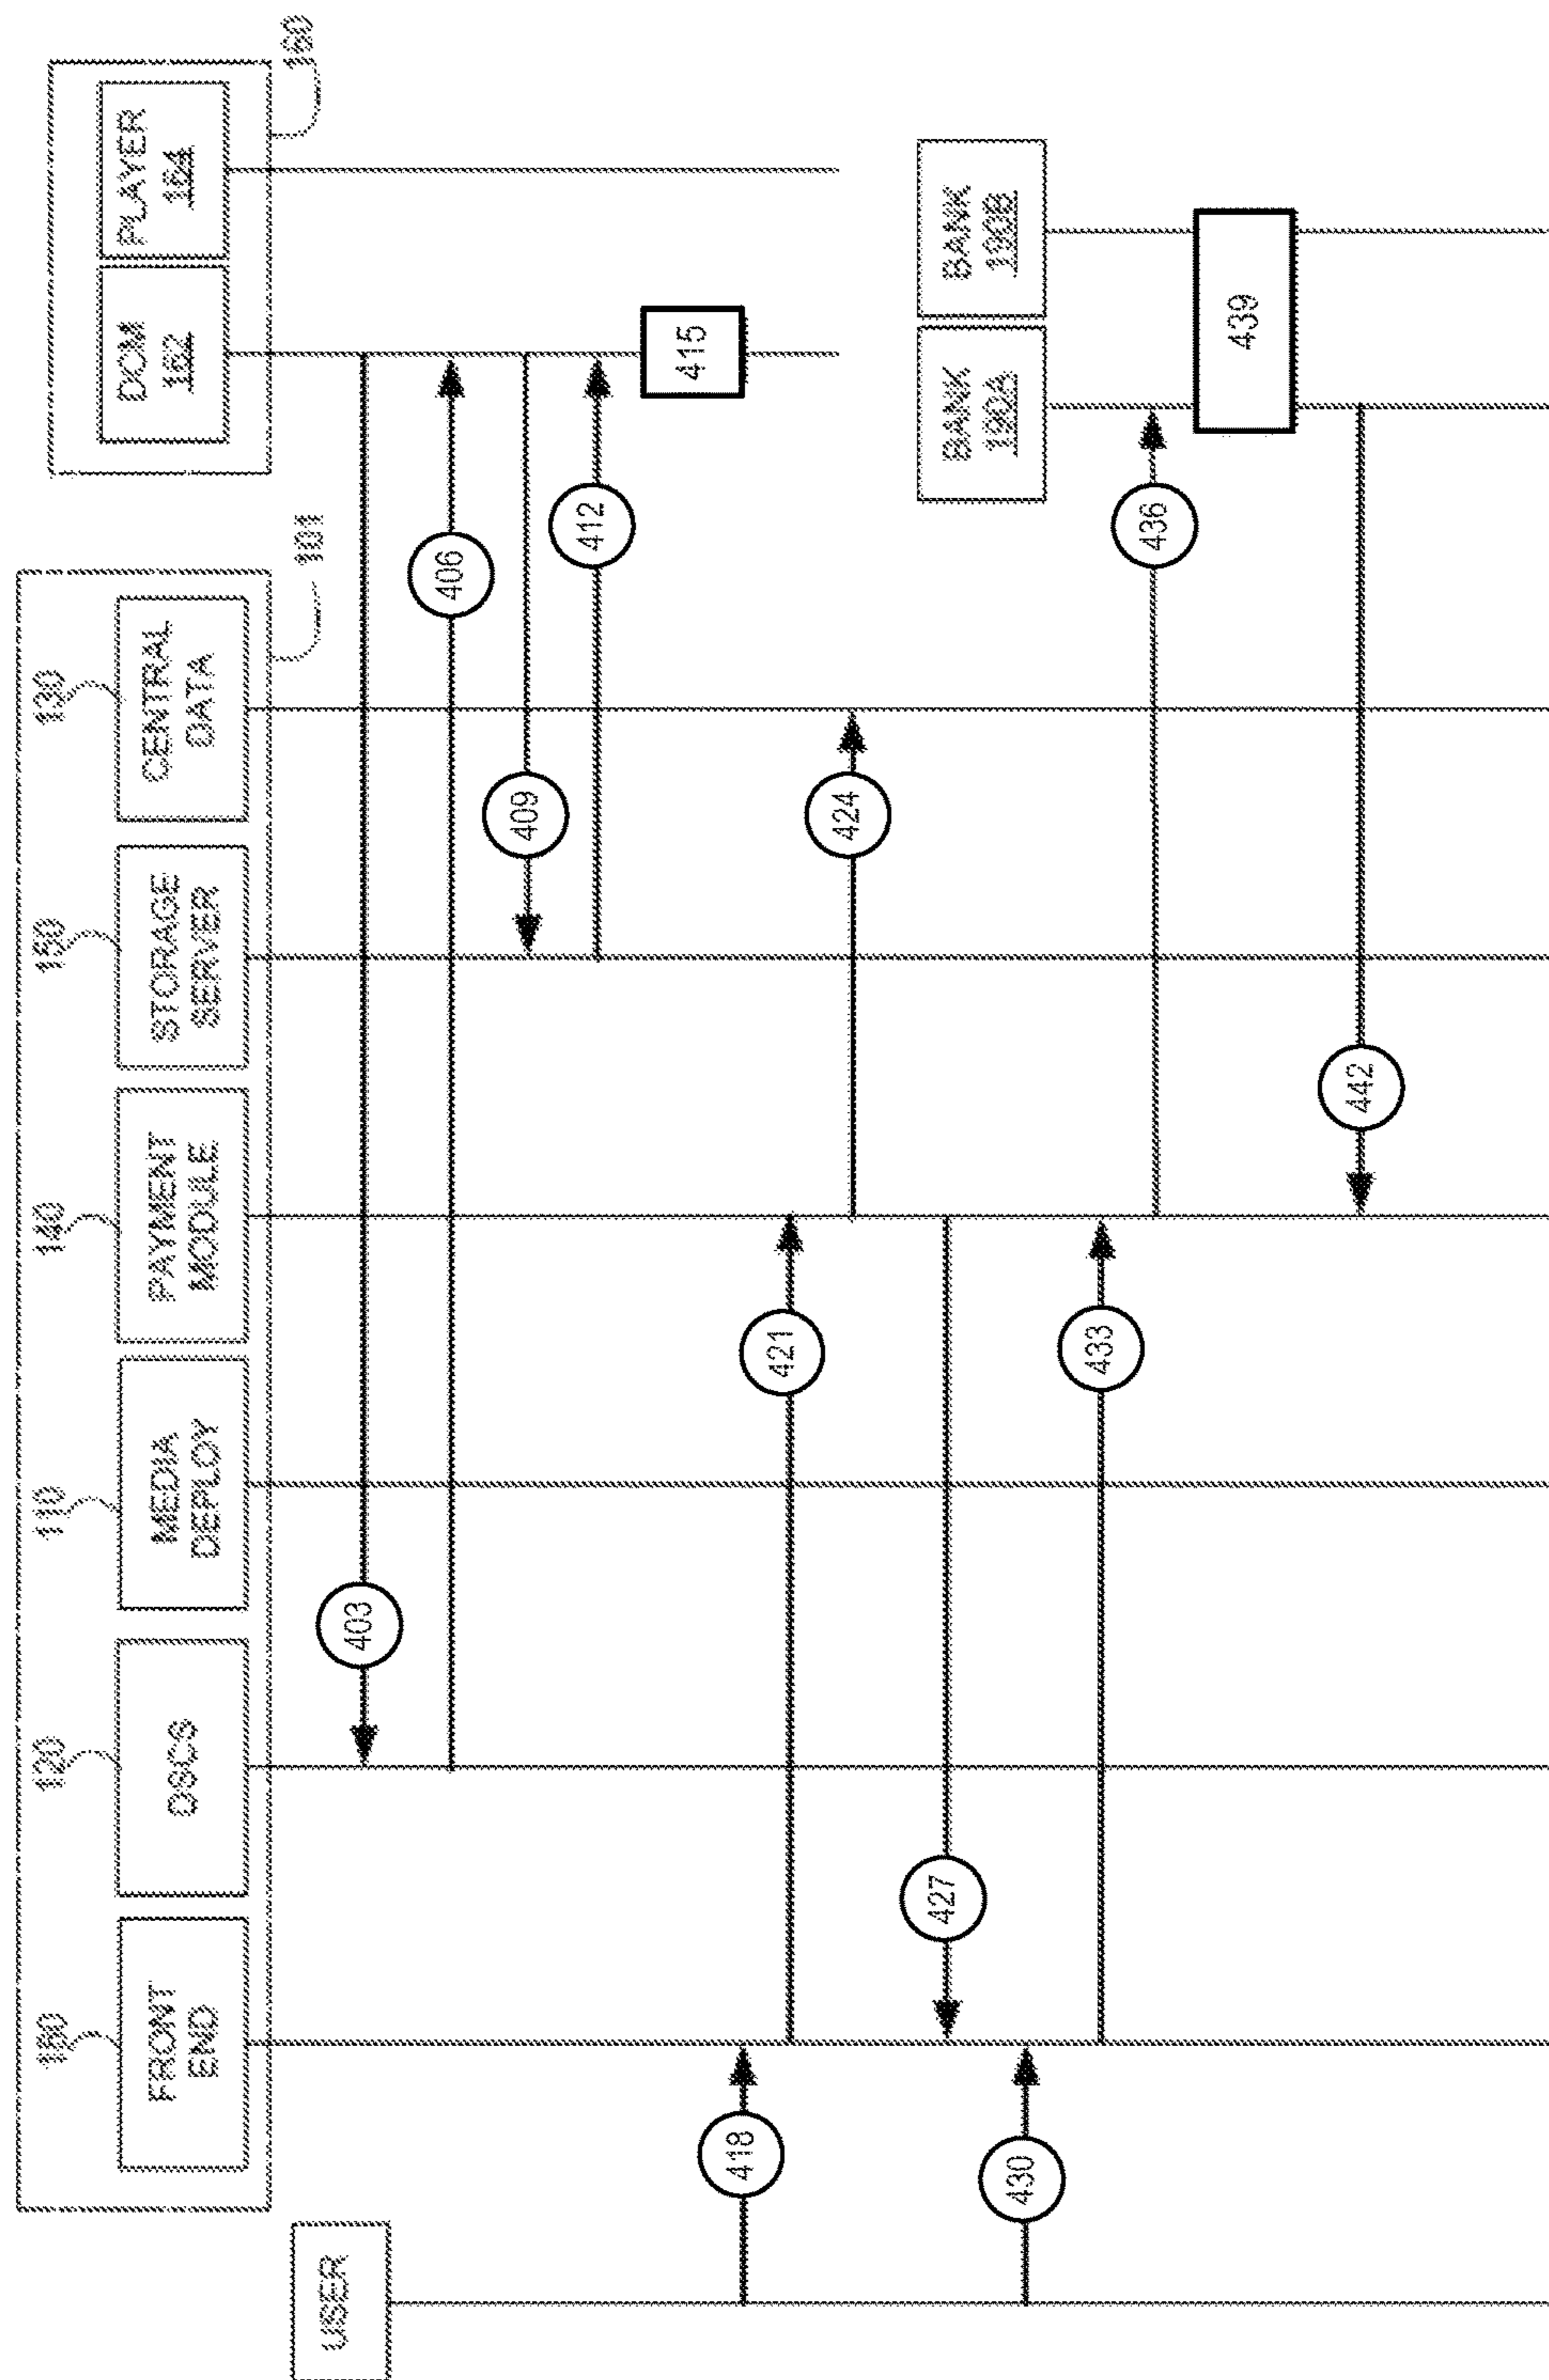 180
120
110
140
150
130
FRONT
END
OSCS
MEDIA
DEPLOY
PAYMENT
MODULE
STORAGE
SERVER
CENTRAL
DATA
DCM
162
PLAYER
164
101
160
USER
403
406
409
412
415
418
421
424
427
BANK
190A
BANK
190B
430
433
436
439
442